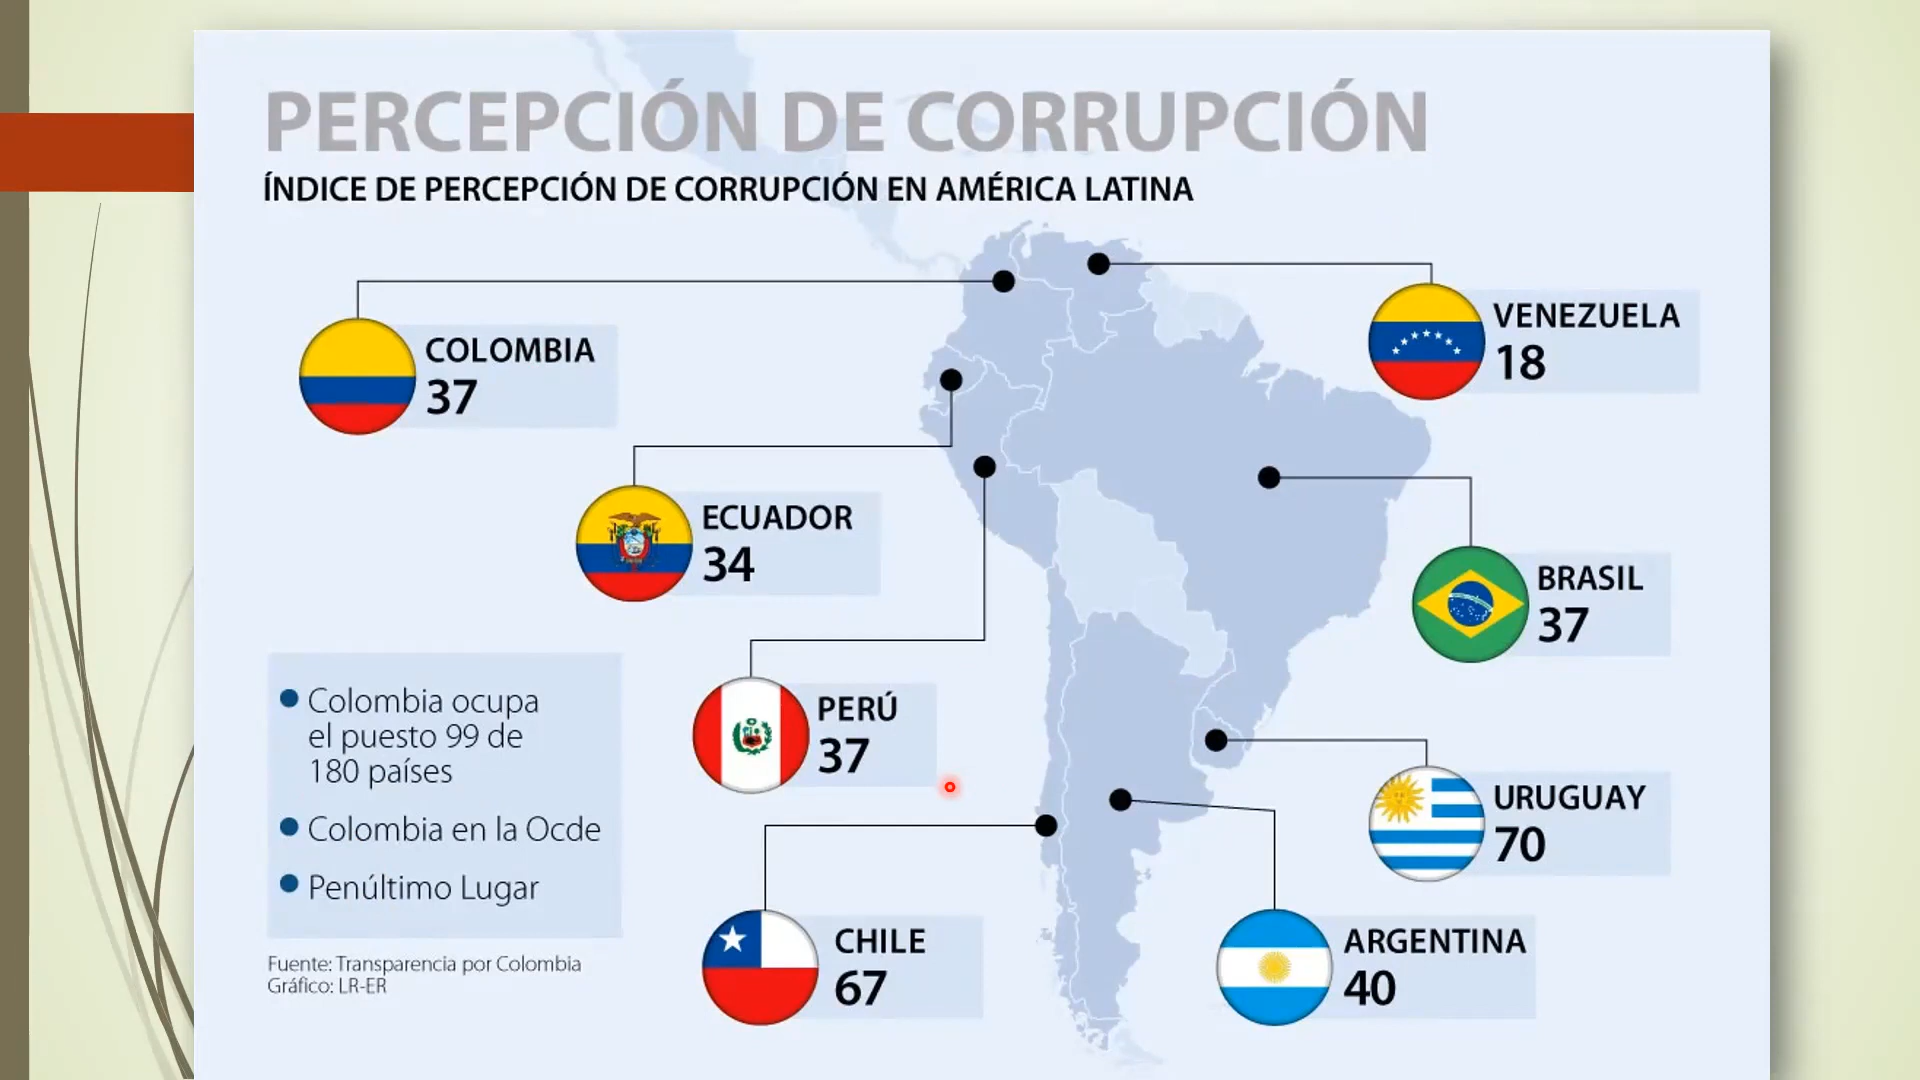 PERCEPCIÓN DE CORRUPCIÓN
ÍNDICE DE PERCEPCIÓN DE CORRUPCIÓN EN AMÉRICA LATINA
COLOMBIA
37
VENEZUELA
18
ECUADOR
34
BRASIL
37
PERÚ
37
URUGUAY
70
CHILE
67
ARGENTINA
40
Colombia ocupa
el puesto 99 de
180 países
Colombia en la Ocde
Penúltimo Lugar
Fuente: Transparencia por Colombia
Gráfico: LR-ER